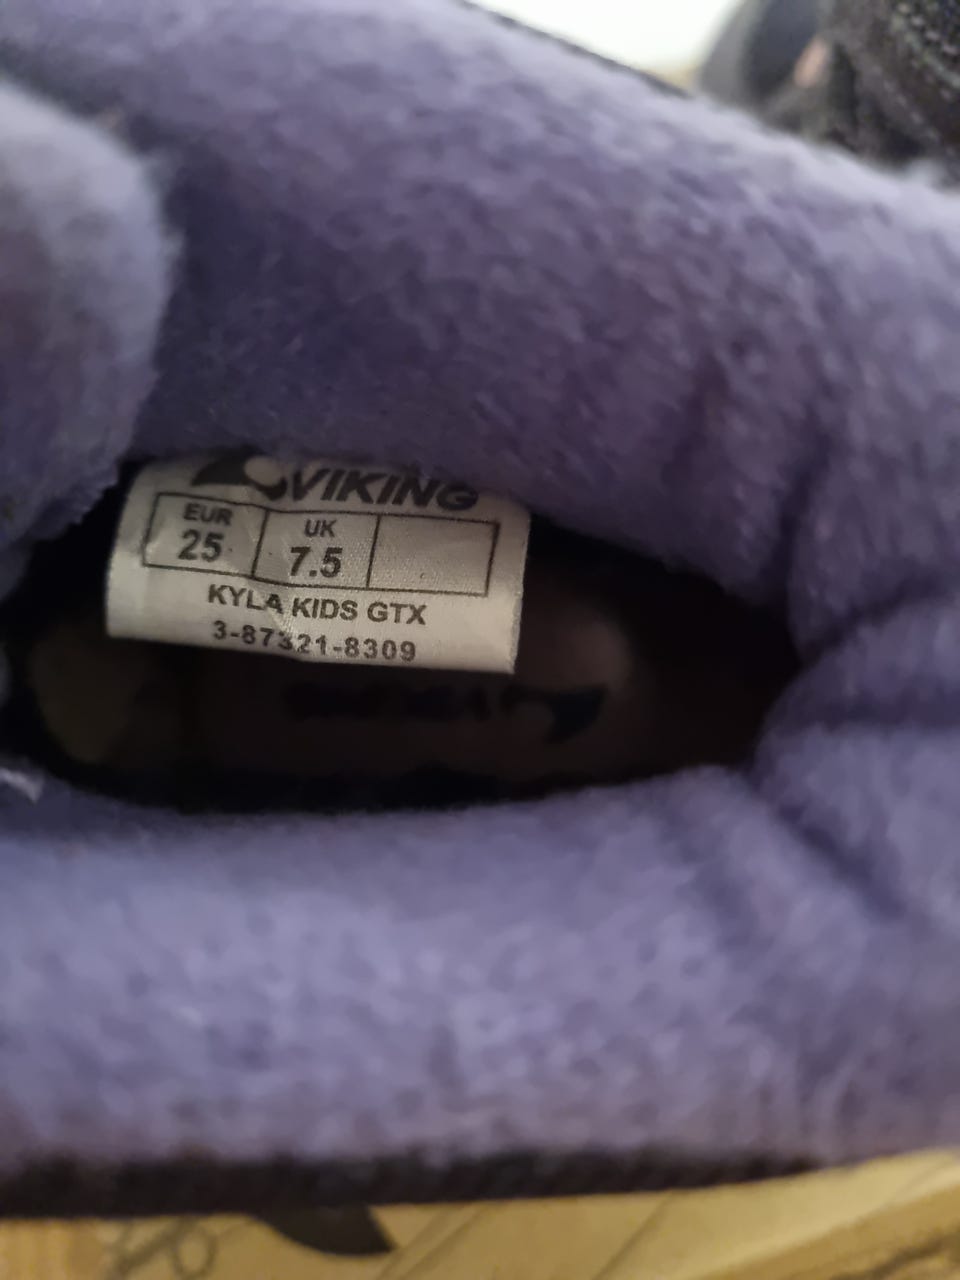 VIKING
EUR UK
25 7.5
KYLA KIDS GTX
3-87321-8309